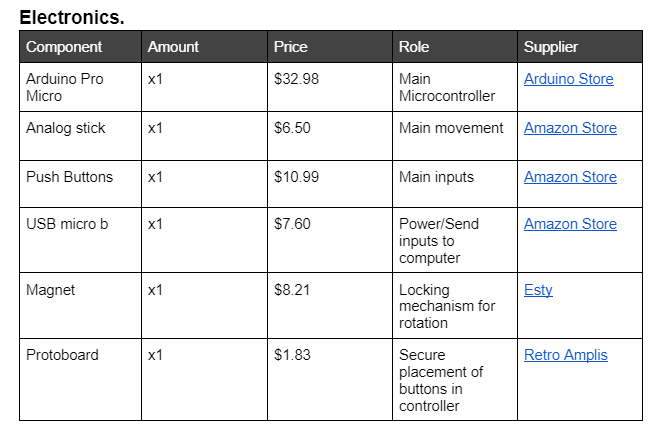 Electronics.
Component Amount Price Role Supplier
Arduino Pro x1 $32.98 Main Arduino Store
Micro Microcontroller
Analog stick x1 $6.50 Main movement Amazon Store
Push Buttons x1 $10.99 Main inputs Amazon Store
USB micro b x1 $7.60 Power/Send Amazon Store
inputs to
computer
Magnet x1 $8.21 Locking Esty
mechanism for
rotation
Protoboard x1 $1.83 Secure Retro Amplis
placement of
buttons in
controller